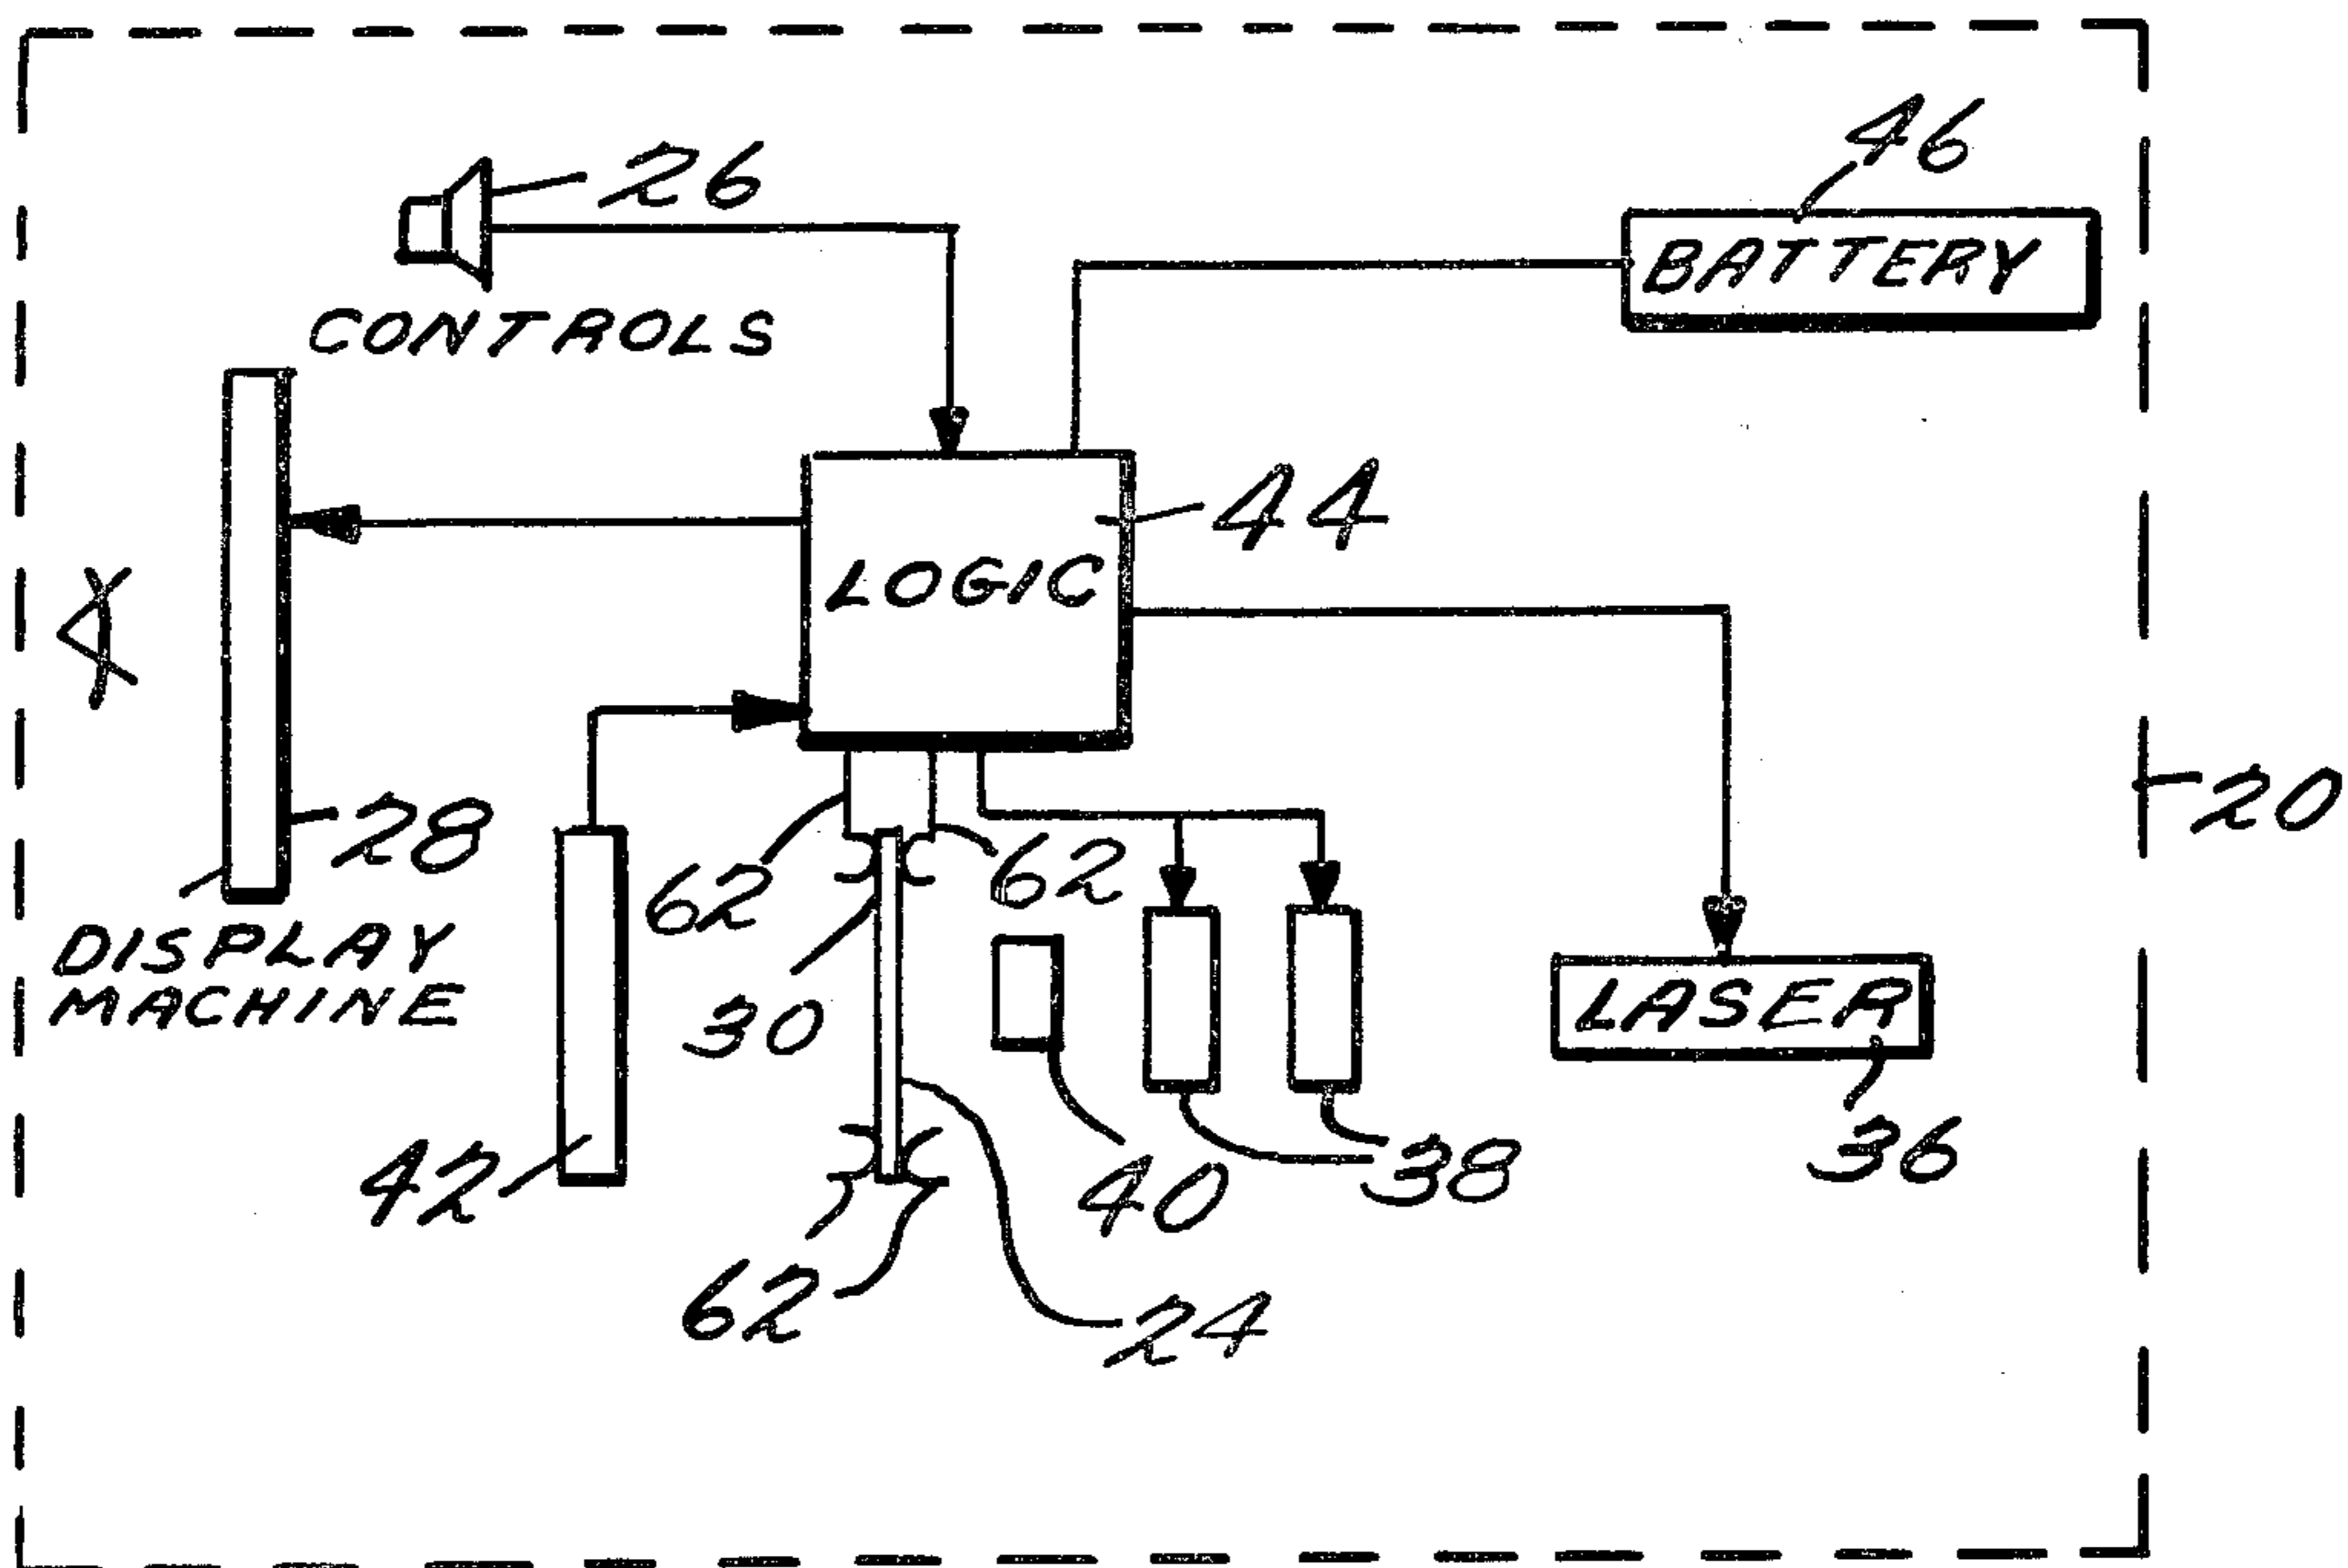 46
26
BATTERY
CONTROLS
44
LOGIC
20
28
62
62
DISPLAY
MACHINE
30
LASER
42
40
38
36
62
24